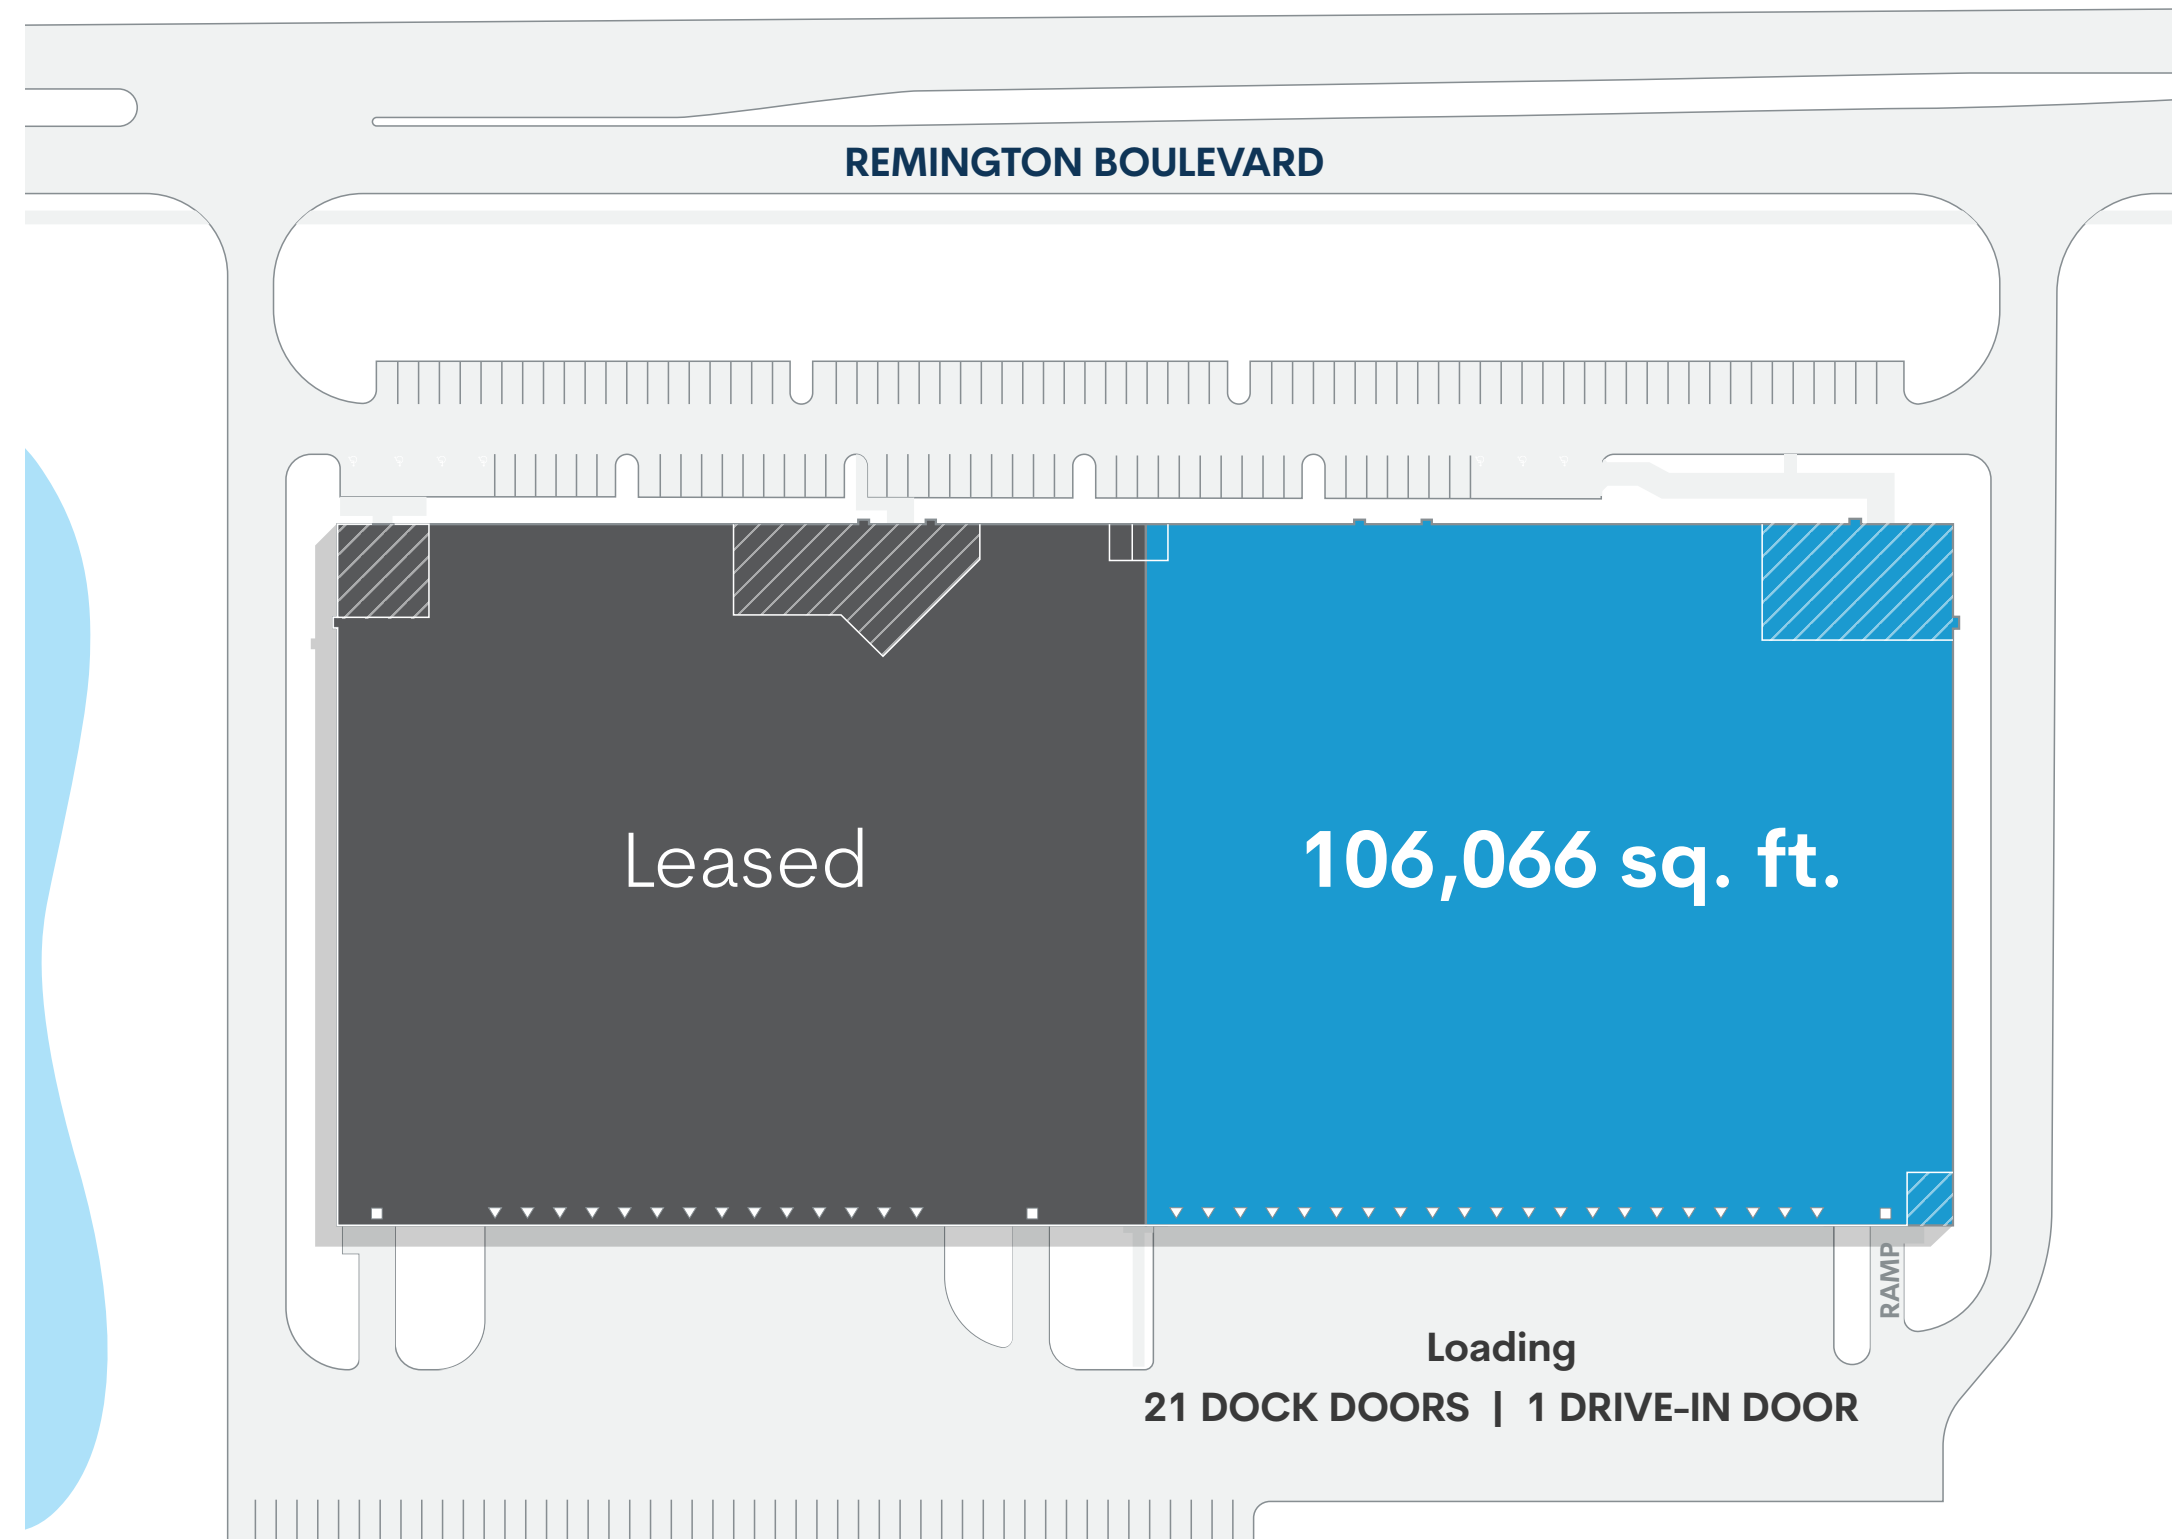 REMINGTON BOULEVARD
Leased
106,066 sq. ft.
RAMP
Loading
21 DOCK DOORS | 1 DRIVE-IN DOOR